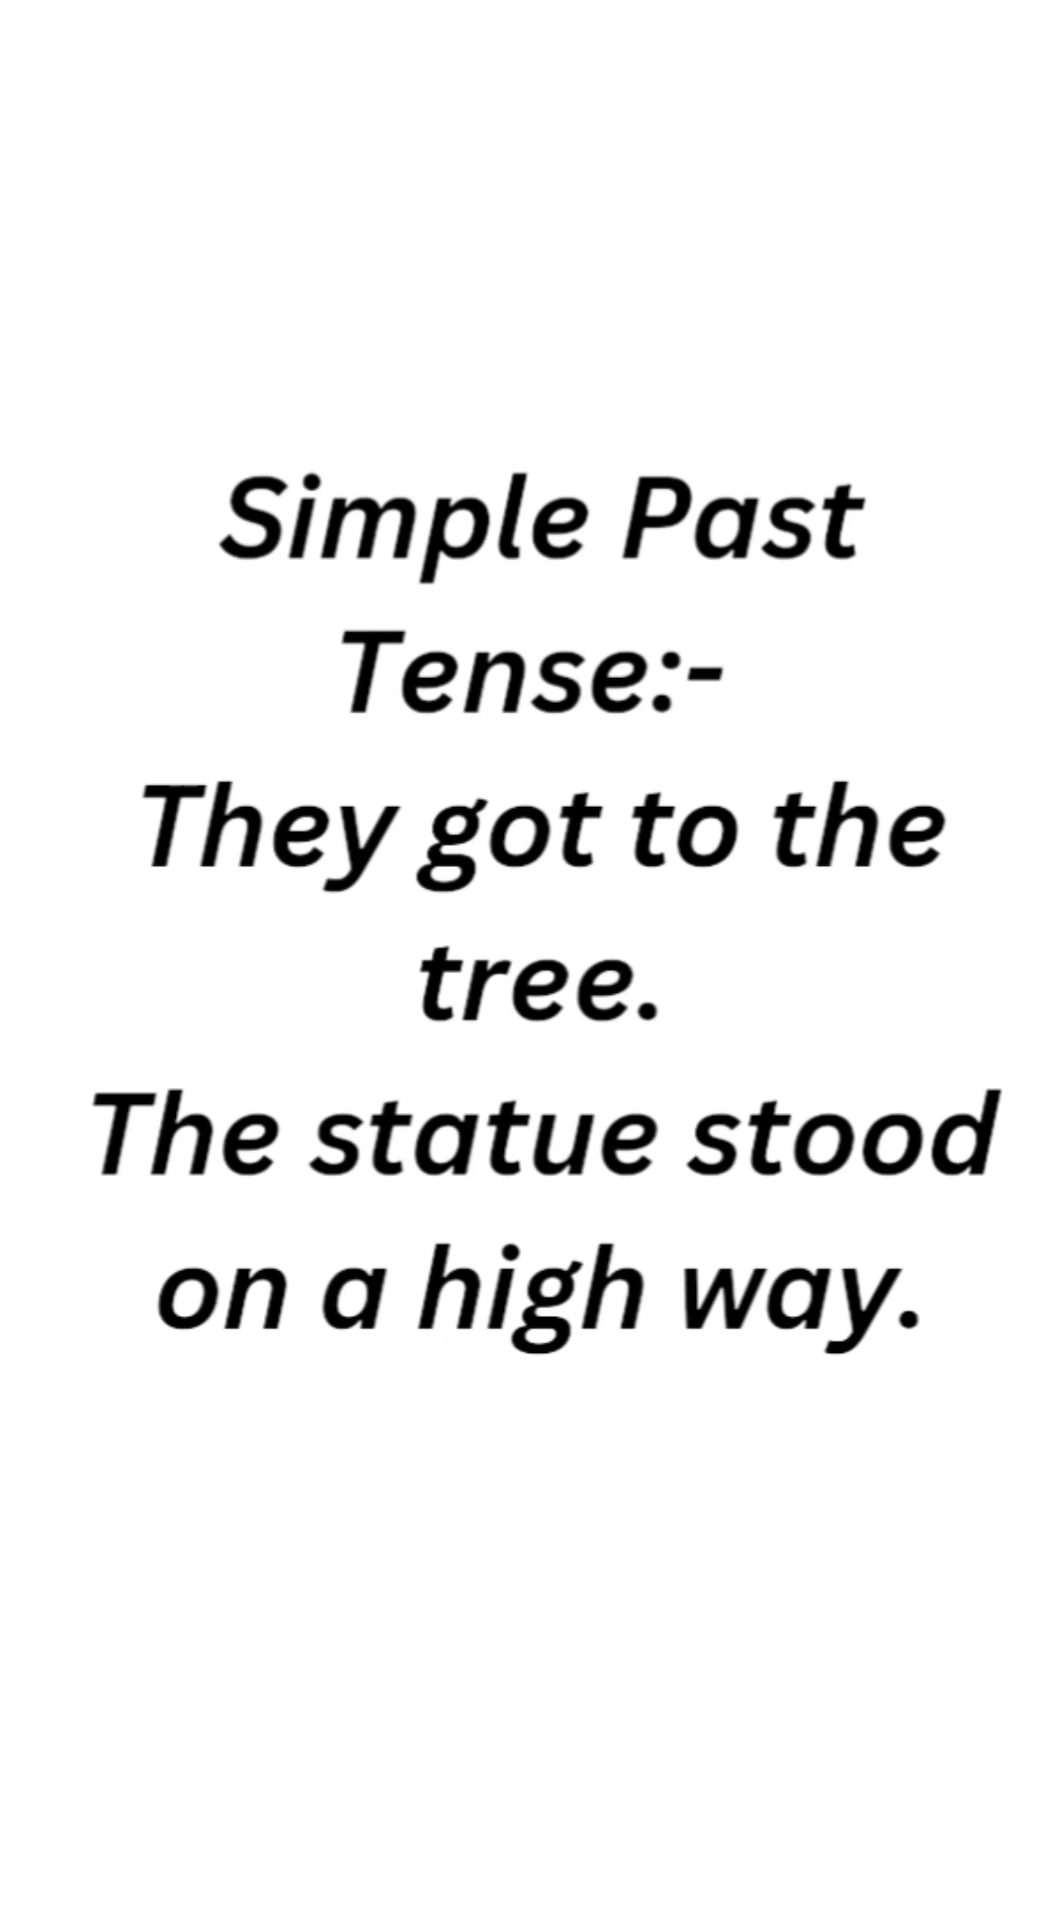 Simple Past
Tense:-
They got to the
tree.
The statue stood
on a high way.